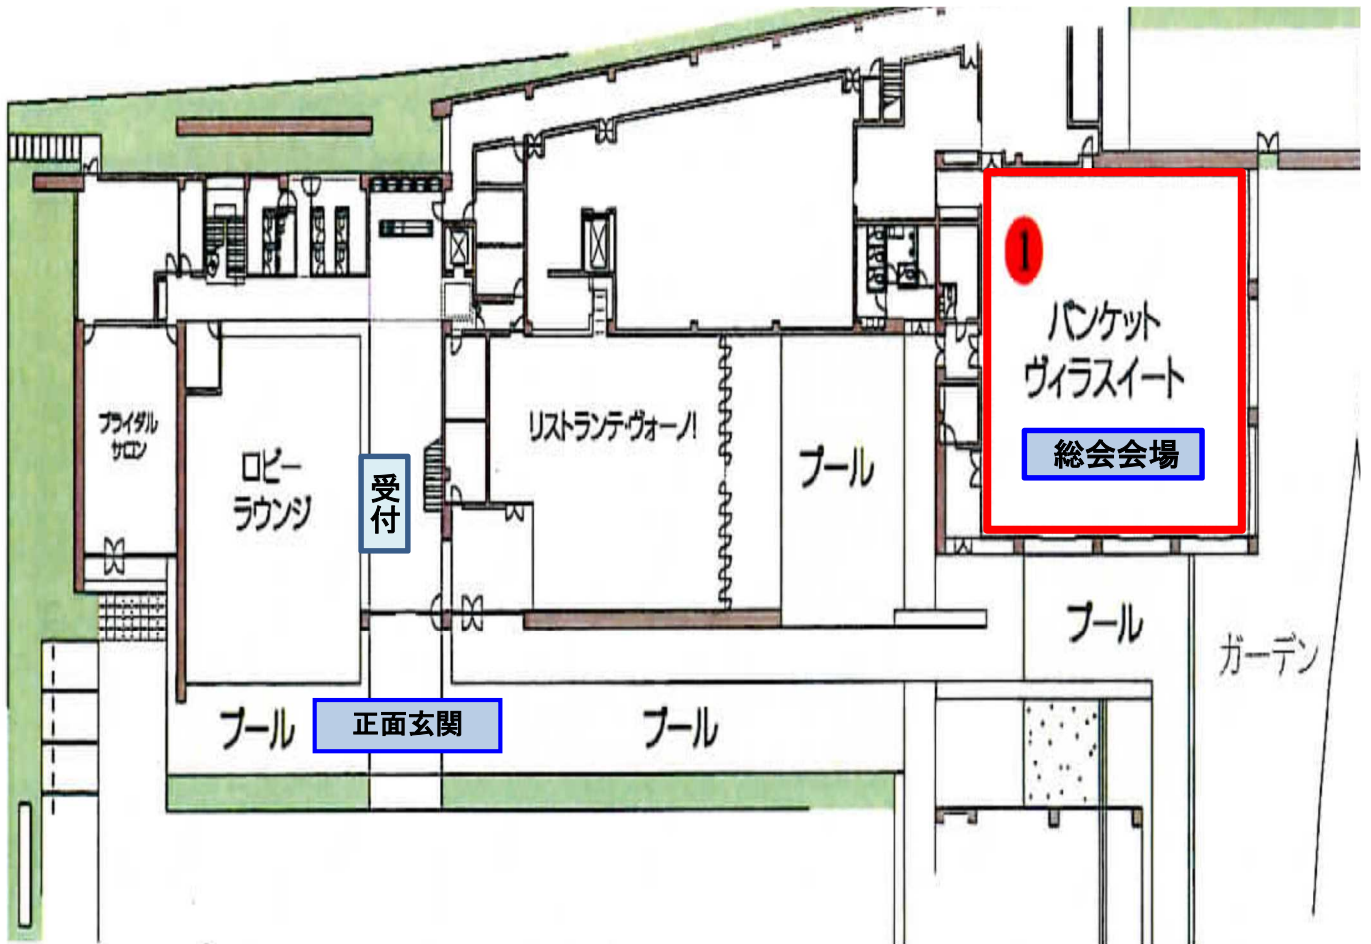 1
バンケット
ヴィラスイート
総会会場
ブライダル
サロン
ロビー
ラウンジ
受
付
リストランテ・ヴォーノ!
プール
プール
ガーデン
プール
正面玄関
プール